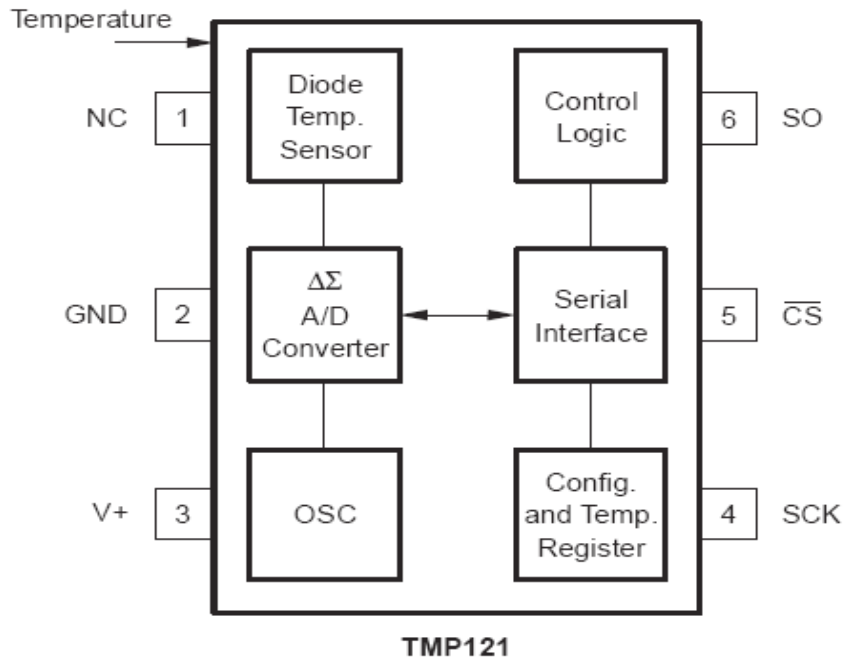 Temperature
NC
1
Diode
Temp.
Sensor
Control
Logic
6
SO
GND
2
ΔΣ
A/D
Converter
Serial
Interface
5
C̅S̅
V+
3
OSC
Config.
and Temp.
Register
4
SCK
TMP121